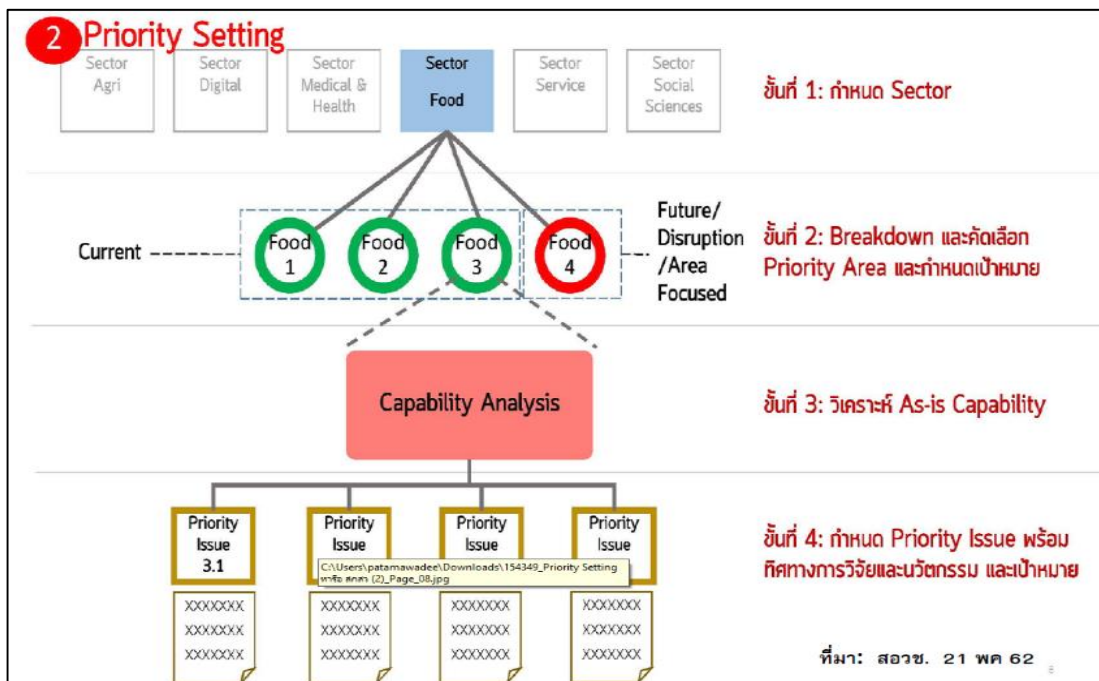 2 Priority Setting
Sector
Agri
Sector
Digital
Sector
Medical &
Health
Sector
Food
Sector
Service
Sector
Social
Sciences
ขั้นที่ 1: กำหนด Sector
Current
Food
1
Food
2
Food
3
Food
4
Future/
Disruption
/Area
Focused
ขั้นที่ 2: Breakdown และคัดเลือก
Priority Area และกำหนดเป้าหมาย
Capability Analysis
ขั้นที่ 3: วิเคราะห์ As-is Capability
Priority
Issue
3.1
Priority
Issue
Priority
Issue
Priority
Issue
C:\Users\patamawadee\Downloads\154349_Priority Setting
(2)_Page_08.jpg
ขั้นที่ 4: กำหนด Priority Issue พร้อม
ทิศทางการวิจัยและนวัตกรรม และเป้าหมาย
XXXXXXX
XXXXXXX
XXXXXXX
XXXXXXX
XXXXXXX
XXXXXXX
XXXXXXX
XXXXXXX
XXXXXXX
XXXXXXX
XXXXXXX
XXXXXXX
ที่มา: สอวช. 21 พค 62